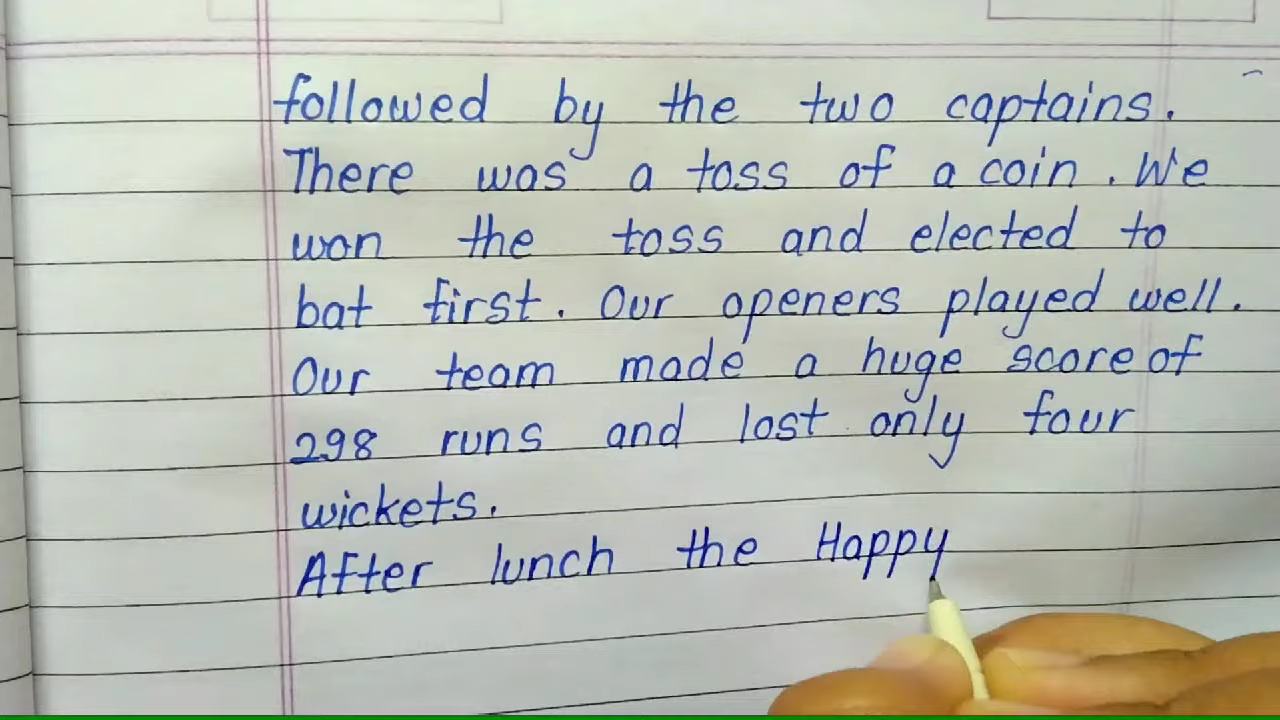 followed by the two captains.
There was a toss of a coin. We
won the toss and elected to
bat first. Our openers played well.
Our team made a huge score of
298 runs and lost only four
wickets.
After lunch the Happy